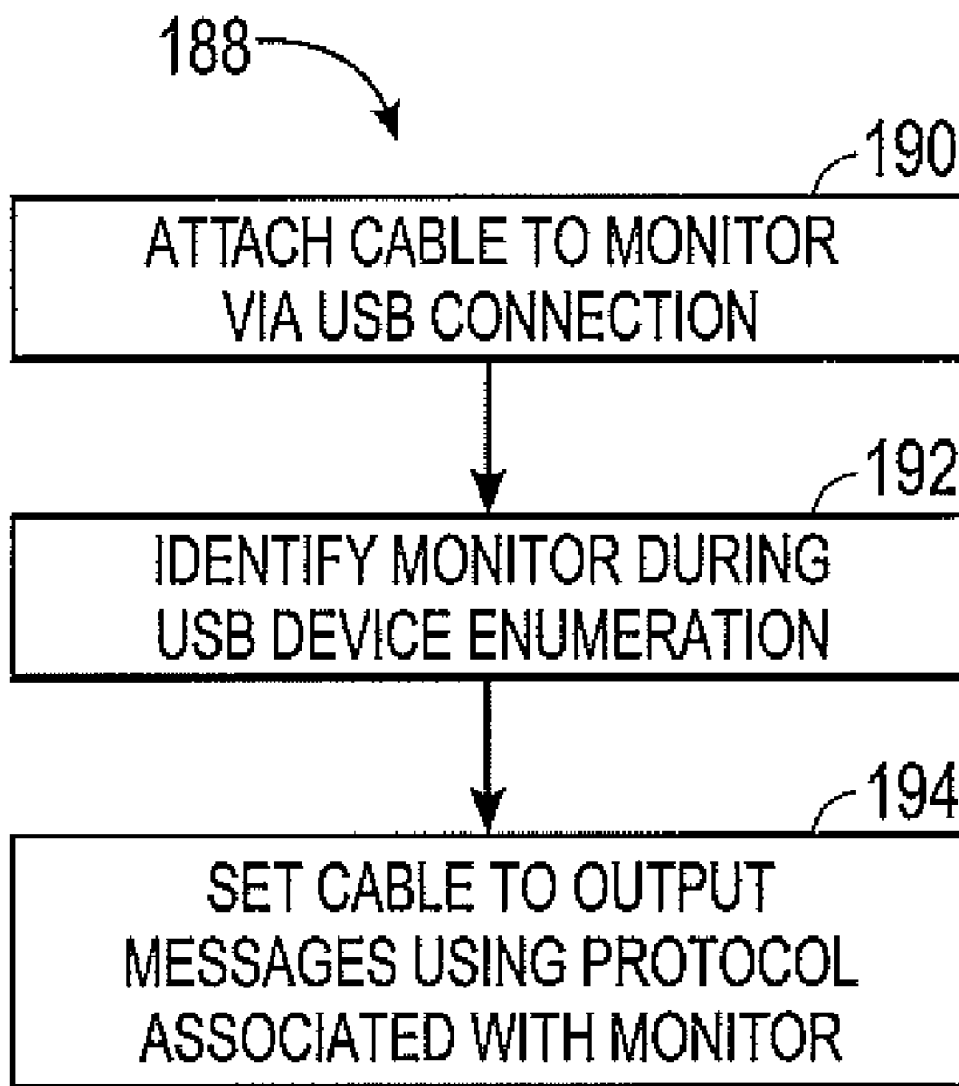 188
190
ATTACH CABLE TO MONITOR
VIA USB CONNECTION
192
IDENTIFY MONITOR DURING
USB DEVICE ENUMERATION
194
SET CABLE TO OUTPUT
MESSAGES USING PROTOCOL
ASSOCIATED WITH MONITOR